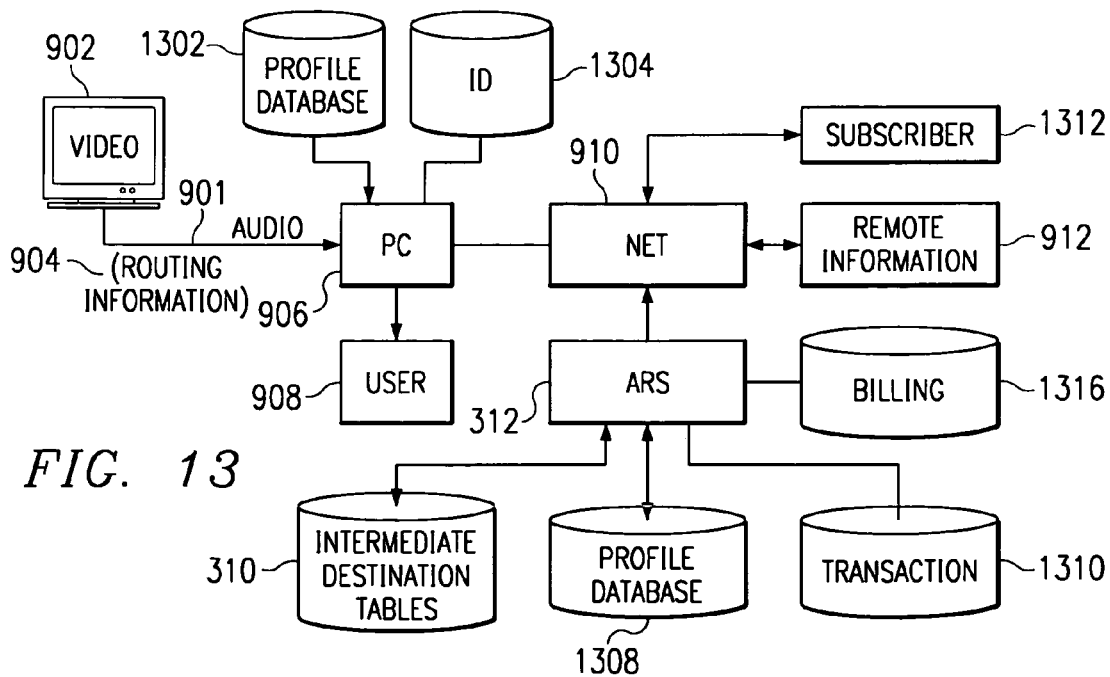 902
1302
PROFILE
DATABASE
ID
1304
VIDEO
901
AUDIO
904
(ROUTING
INFORMATION)
PC
906
910
NET
SUBSCRIBER
1312
REMOTE
INFORMATION
912
USER
908
ARS
312
BILLING
1316
FIG. 13
310
INTERMEDIATE
DESTINATION
TABLES
PROFILE
DATABASE
1308
TRANSACTION
1310